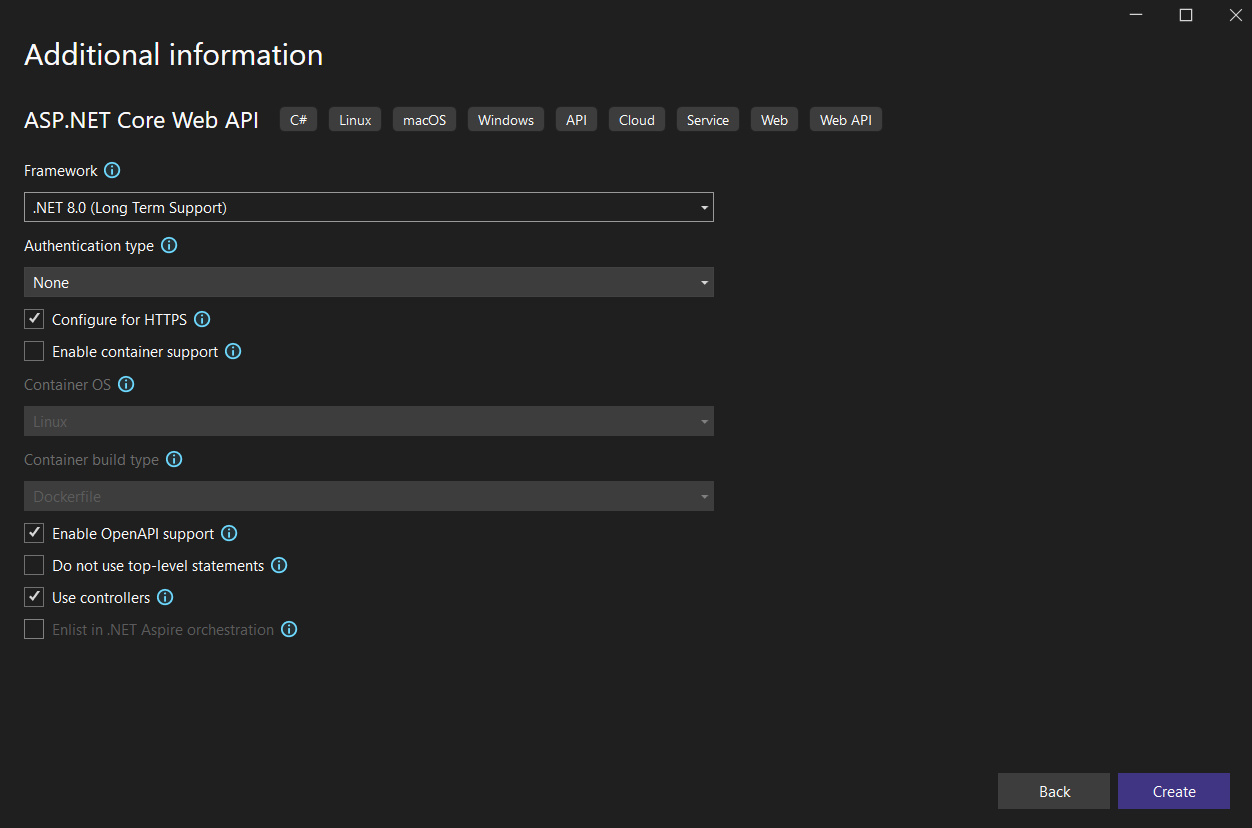 Additional information
ASP.NET Core Web API C# Linux macOS Windows API Cloud Service Web Web API
Framework
.NET 8.0 (Long Term Support)
Authentication type
None
Configure for HTTPS
Enable container support
Container OS
Linux
Container build type
Dockerfile
Enable OpenAPI support
Do not use top-level statements
Use controllers
Enlist in .NET Aspire orchestration
Back Create